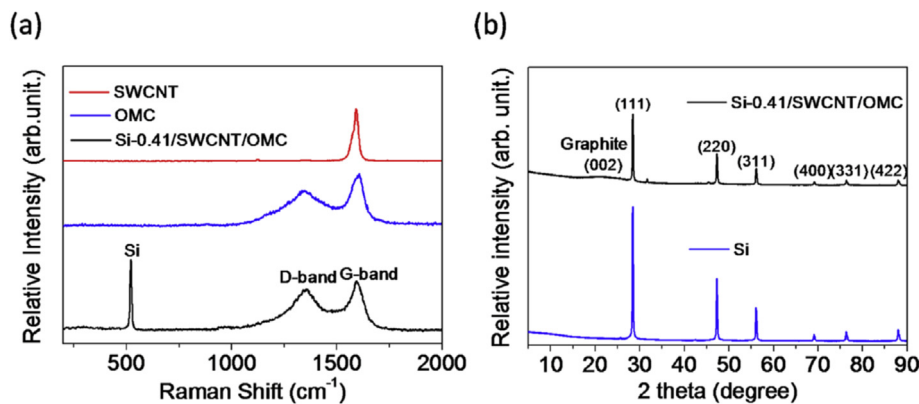 (a)
Relative Intensity (arb.unit.)
SWCNT
OMC
Si-0.41/SWCNT/OMC
Si
D-band
G-band
500
1000
1500
2000
Raman Shift (cm⁻¹)
(b)
Relative intensity (arb. unit.)
Si-0.41/SWCNT/OMC
(111)
Graphite
(002)
(220)
(311)
(400)
(331)
(422)
Si
10
20
30
40
50
60
70
80
90
2 theta (degree)